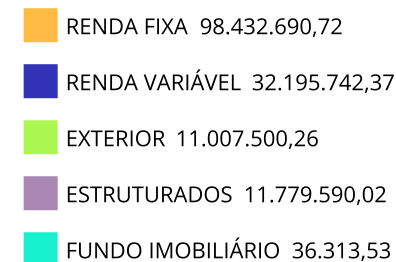 RENDA FIXA 98.432.690,72
RENDA VARIÁVEL 32.195.742,37
EXTERIOR 11.007.500,26
ESTRUTURADOS 11.779.590,02
FUNDO IMOBILIÁRIO 36.313,53